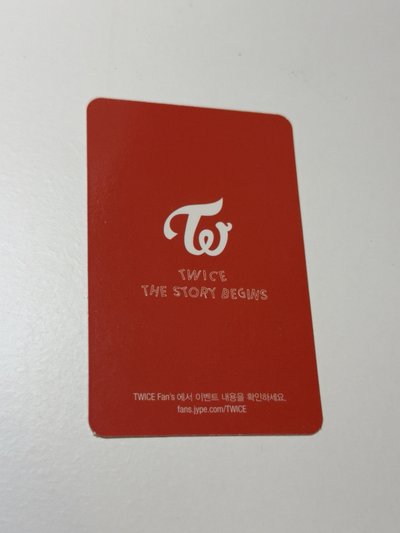 TW
TWICE
THE STORY BEGINS
TWICE Fan's 에서 이벤트 내용을 확인하세요.
fans.jype.com/TWICE